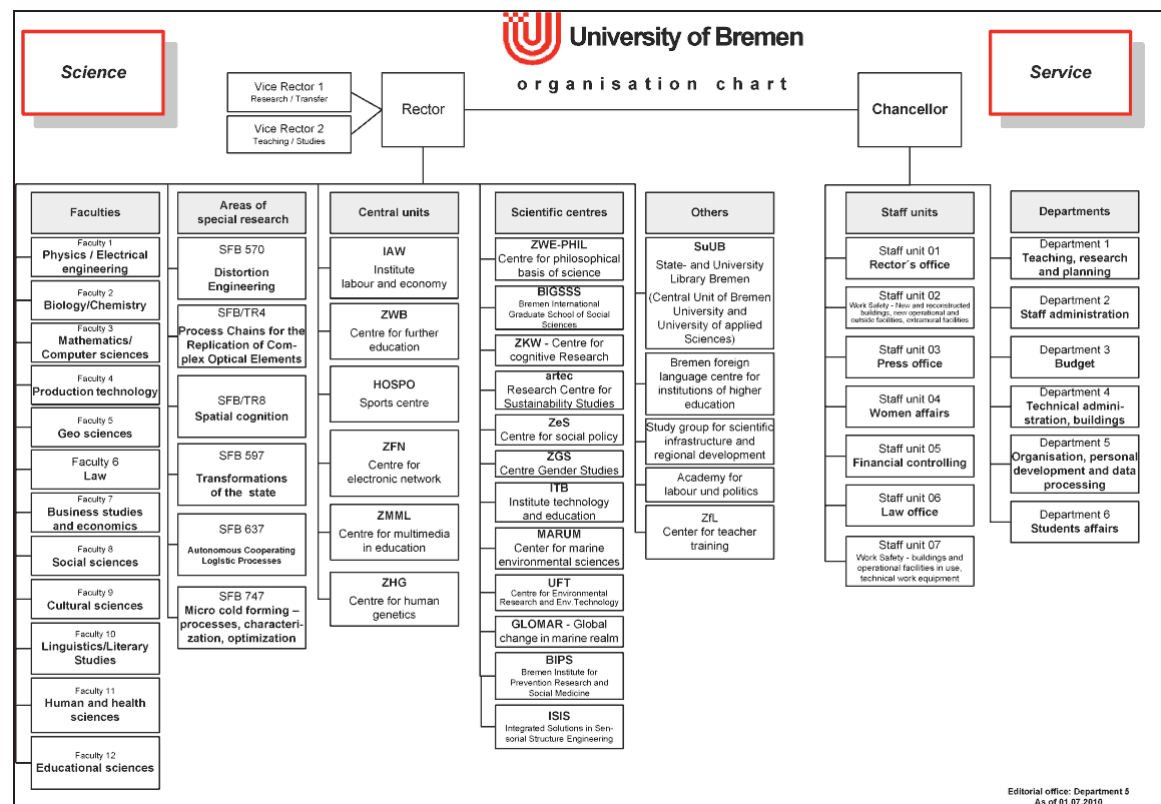 University of Bremen
organisation chart
Science
Service
Vice Rector 1
Research / Transfer
Vice Rector 2
Teaching / Studies
Rector
Chancellor
Faculties
Faculty 1
Physics / Electrical
engineering
Faculty 2
Biology/Chemistry
Faculty 3
Mathematics/
Computer sciences
Faculty 4
Production technology
Faculty 5
Geo sciences
Faculty 6
Law
Faculty 7
Business studies
and economics
Faculty 8
Social sciences
Faculty 9
Cultural sciences
Faculty 10
Linguistics/Literary
Studies
Faculty 11
Human and health
sciences
Faculty 12
Educational sciences
Areas of
special research
SFB 570
Distortion
Engineering
SFB/TR4
Process Chains for the
Replication of Com-
plex Optical Elements
SFB/TR8
Spatial cognition
SFB 597
Transformations
of the state
SFB 637
Autonomous Cooperating
Logistic Processes
SFB 747
Micro cold forming –
processes, characteri-
zation, optimization
Central units
IAW
Institute
labour and economy
ZWB
Centre for further
education
HOSPO
Sports centre
ZFN
Centre for
electronic network
ZMML
Centre for multimedia
in education
ZHG
Centre for human
genetics
Scientific centres
ZWE-PHIL
Centre for philosophical
basis of science
BIGSSS
Bremen International
Graduate School of Social
Sciences
ZKW - Centre for
cognitive Research
artec
Research Centre for
Sustainability Studies
ZeS
Centre for social policy
ZGS
Centre Gender Studies
ITB
Institute technology
and education
MARUM
Center for marine
environmental sciences
UFT
Centre for Environmental
Research and Env.Technology
GLOMAR - Global
change in marine realm
BIPS
Bremen Institute for
Prevention Research and
Social Medicine
ISIS
Integrated Solutions in Sen-
sorial Structure Engineering
Others
SuUB
State- and University
Library Bremen
(Central Unit of Bremen
University and
University of applied
Sciences)
Bremen foreign
language centre for
institutions of higher
education
Study group for scientific
infrastructure and
regional development
Academy for
labour und politics
ZfL
Center for teacher
training
Staff units
Staff unit 01
Rector´s office
Staff unit 02
Work Safety - New and reconstructed
buildings, new operational and
outside facilities, extramural facilities
Staff unit 03
Press office
Staff unit 04
Women affairs
Staff unit 05
Financial controlling
Staff unit 06
Law office
Staff unit 07
Work Safety - buildings and
operational facilities in use,
technical work equipment
Departments
Department 1
Teaching, research
and planning
Department 2
Staff administration
Department 3
Budget
Department 4
Technical admini-
stration, buildings
Department 5
Organisation, personal
development and data
processing
Department 6
Students affairs
Editorial office: Department 5
As of 01.07.2010